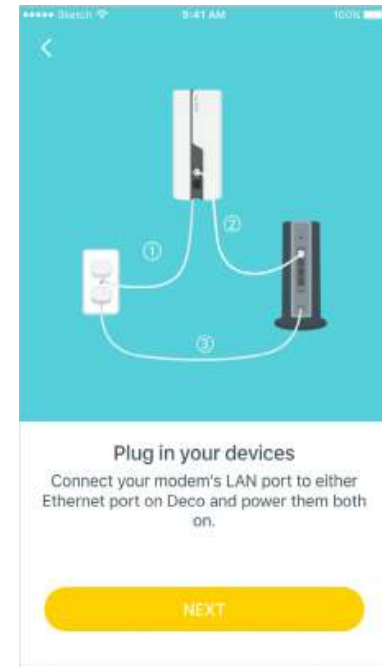 Sketch 9:41 AM 100%
①
②
③
Plug in your devices
Connect your modem's LAN port to either
Ethernet port on Deco and power them both
on.
NEXT